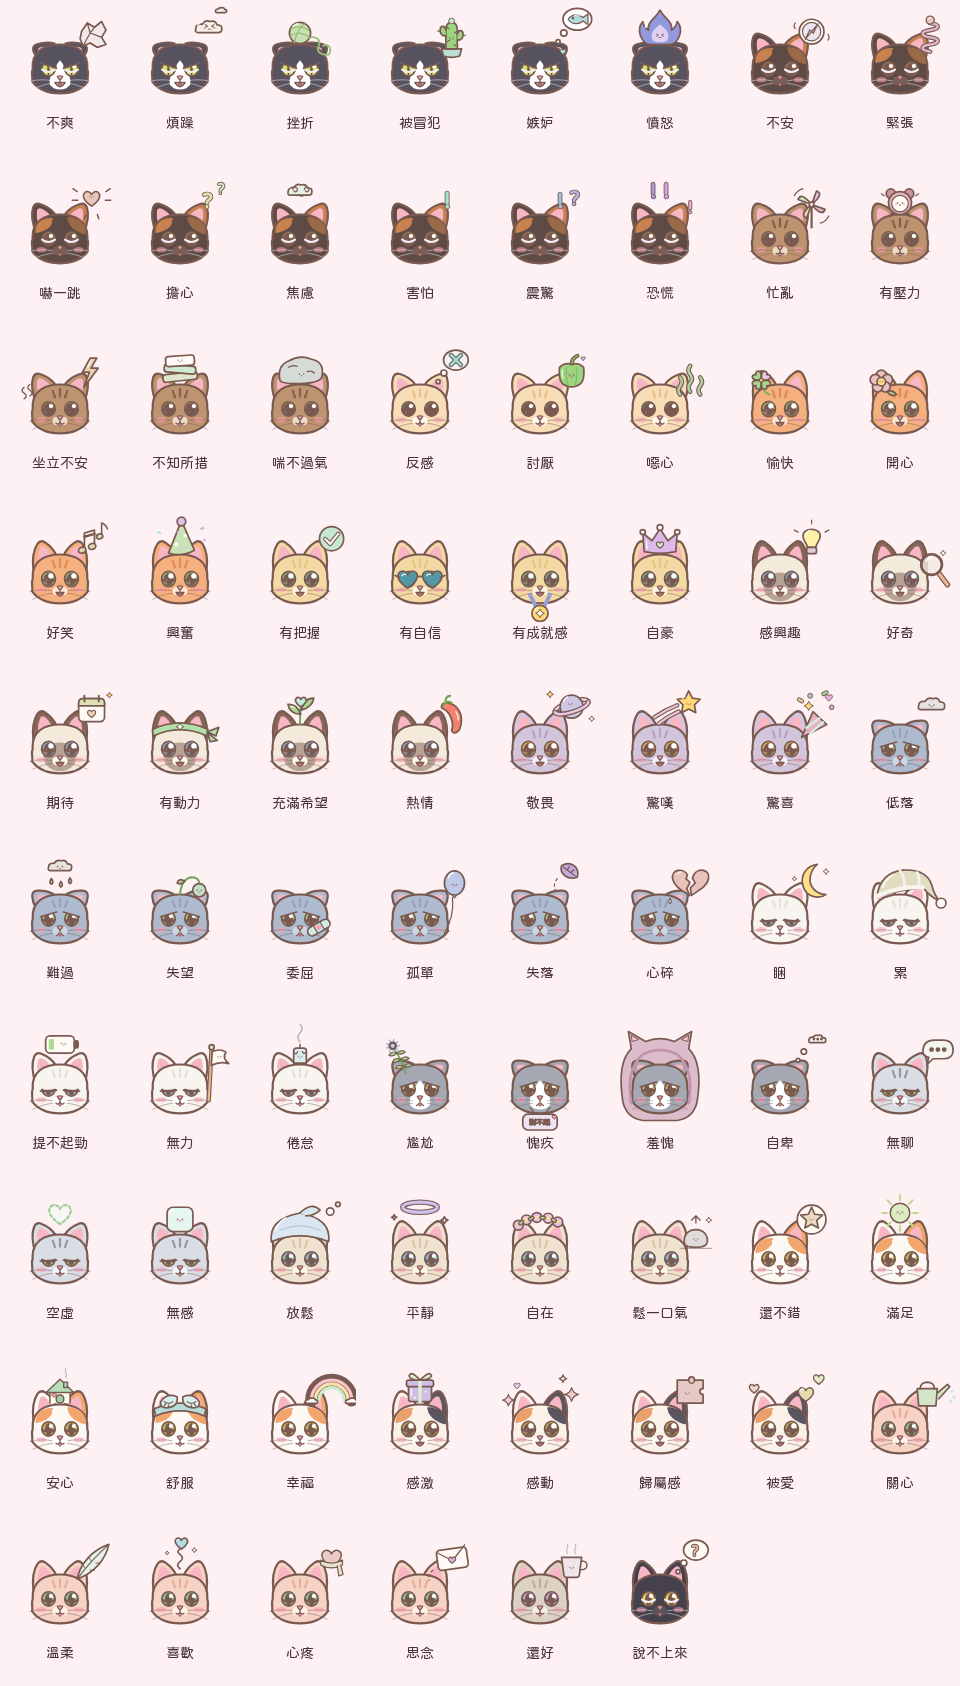 不爽 煩躁 挫折 被冒犯 嫉妒 憤怒 不安 緊張
嚇一跳 擔心 焦慮 害怕 震驚 恐慌 忙亂 有壓力
坐立不安 不知所措 喘不過氣 反感 討厭 噁心 愉快 開心
好笑 興奮 有把握 有自信 有成就感 自豪 感興趣 好奇
期待 有動力 充滿希望 熱情 敬畏 驚嘆 驚喜 低落
難過 失望 委屈 孤單 失落 心碎 睏 累
提不起勁 無力 倦怠 尷尬 愧疚 羞愧 自卑 無聊
空虛 無感 放鬆 平靜 自在 鬆一口氣 還不錯 滿足
安心 舒服 幸福 感激 感動 歸屬感 被愛 關心
溫柔 喜歡 心疼 思念 還好 說不上來